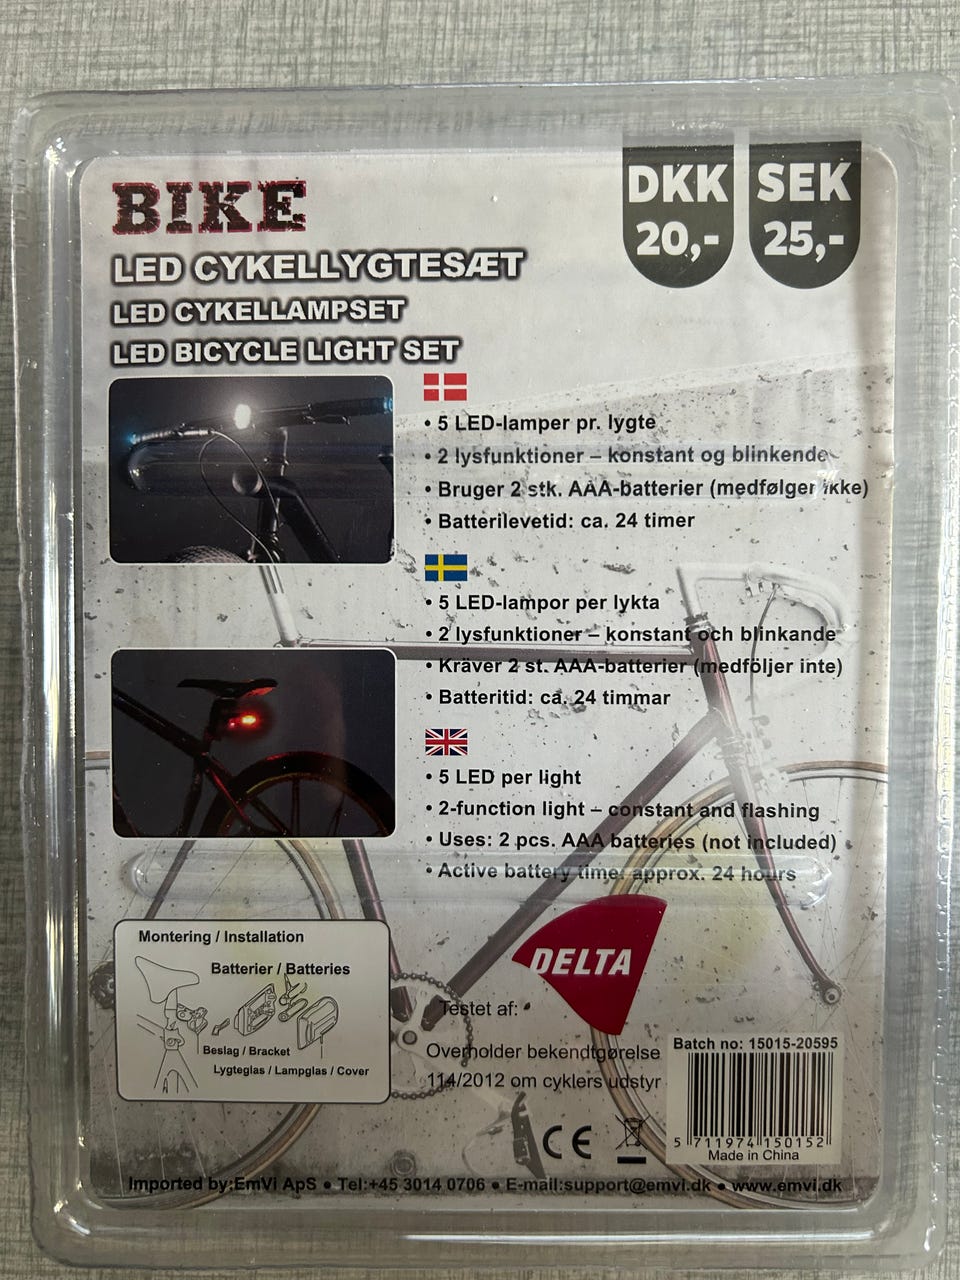 BIKE
LED CYKELLYGTESÆT
LED CYKELLAMPSET
LED BICYCLE LIGHT SET
DKK
20,-
SEK
25,-
• 5 LED-lamper pr. lygte
• 2 lysfunktioner – konstant og blinkende
• Bruger 2 stk. AAA-batterier (medfølger ikke)
• Batterilevetid: ca. 24 timer
• 5 LED-lampor per lykta
• 2 lysfunktioner – konstant och blinkande
• Kräver 2 st. AAA-batterier (medföljer inte)
• Batteritid: ca. 24 timmar
• 5 LED per light
• 2-function light – constant and flashing
• Uses: 2 pcs. AAA batteries (not included)
• Active battery time: approx. 24 hours
Montering / Installation
Batterier / Batteries
Beslag / Bracket
Lygteglas / Lampglas / Cover
DELTA
Testet af:
Overholder bekendtgørelse
114/2012 om cyklers udstyr
CE
Batch no: 15015-20595
5 711974 150152
Made in China
Imported by:EmVi ApS • Tel:+45 3014 0706 • E-mail:support@emvi.dk • www.emvi.dk